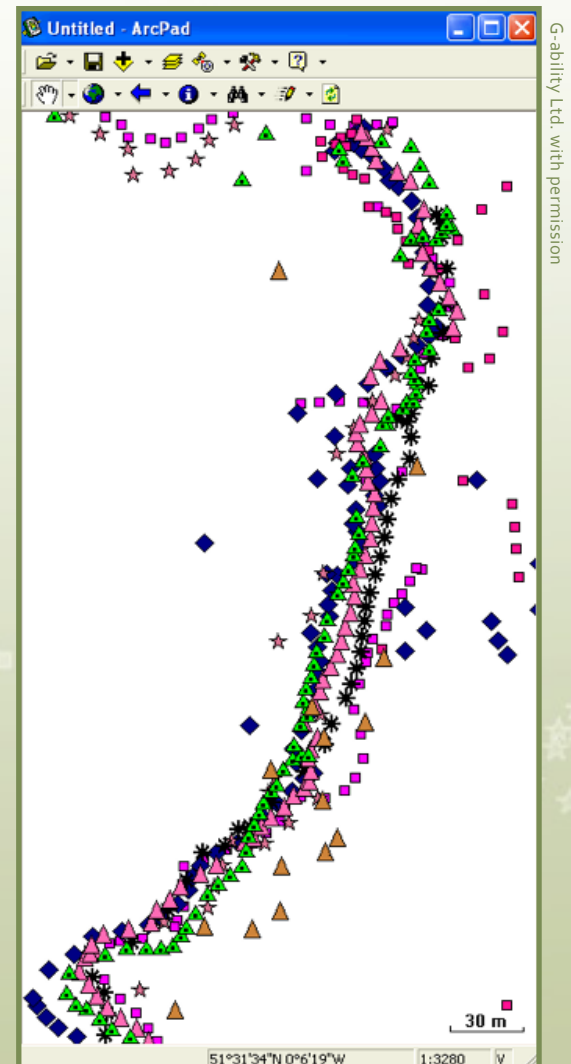 Untitled - ArcPad
G-ability Ltd. with permission
30 m
51°31'34"N 0°6'19"W
1:3280
V